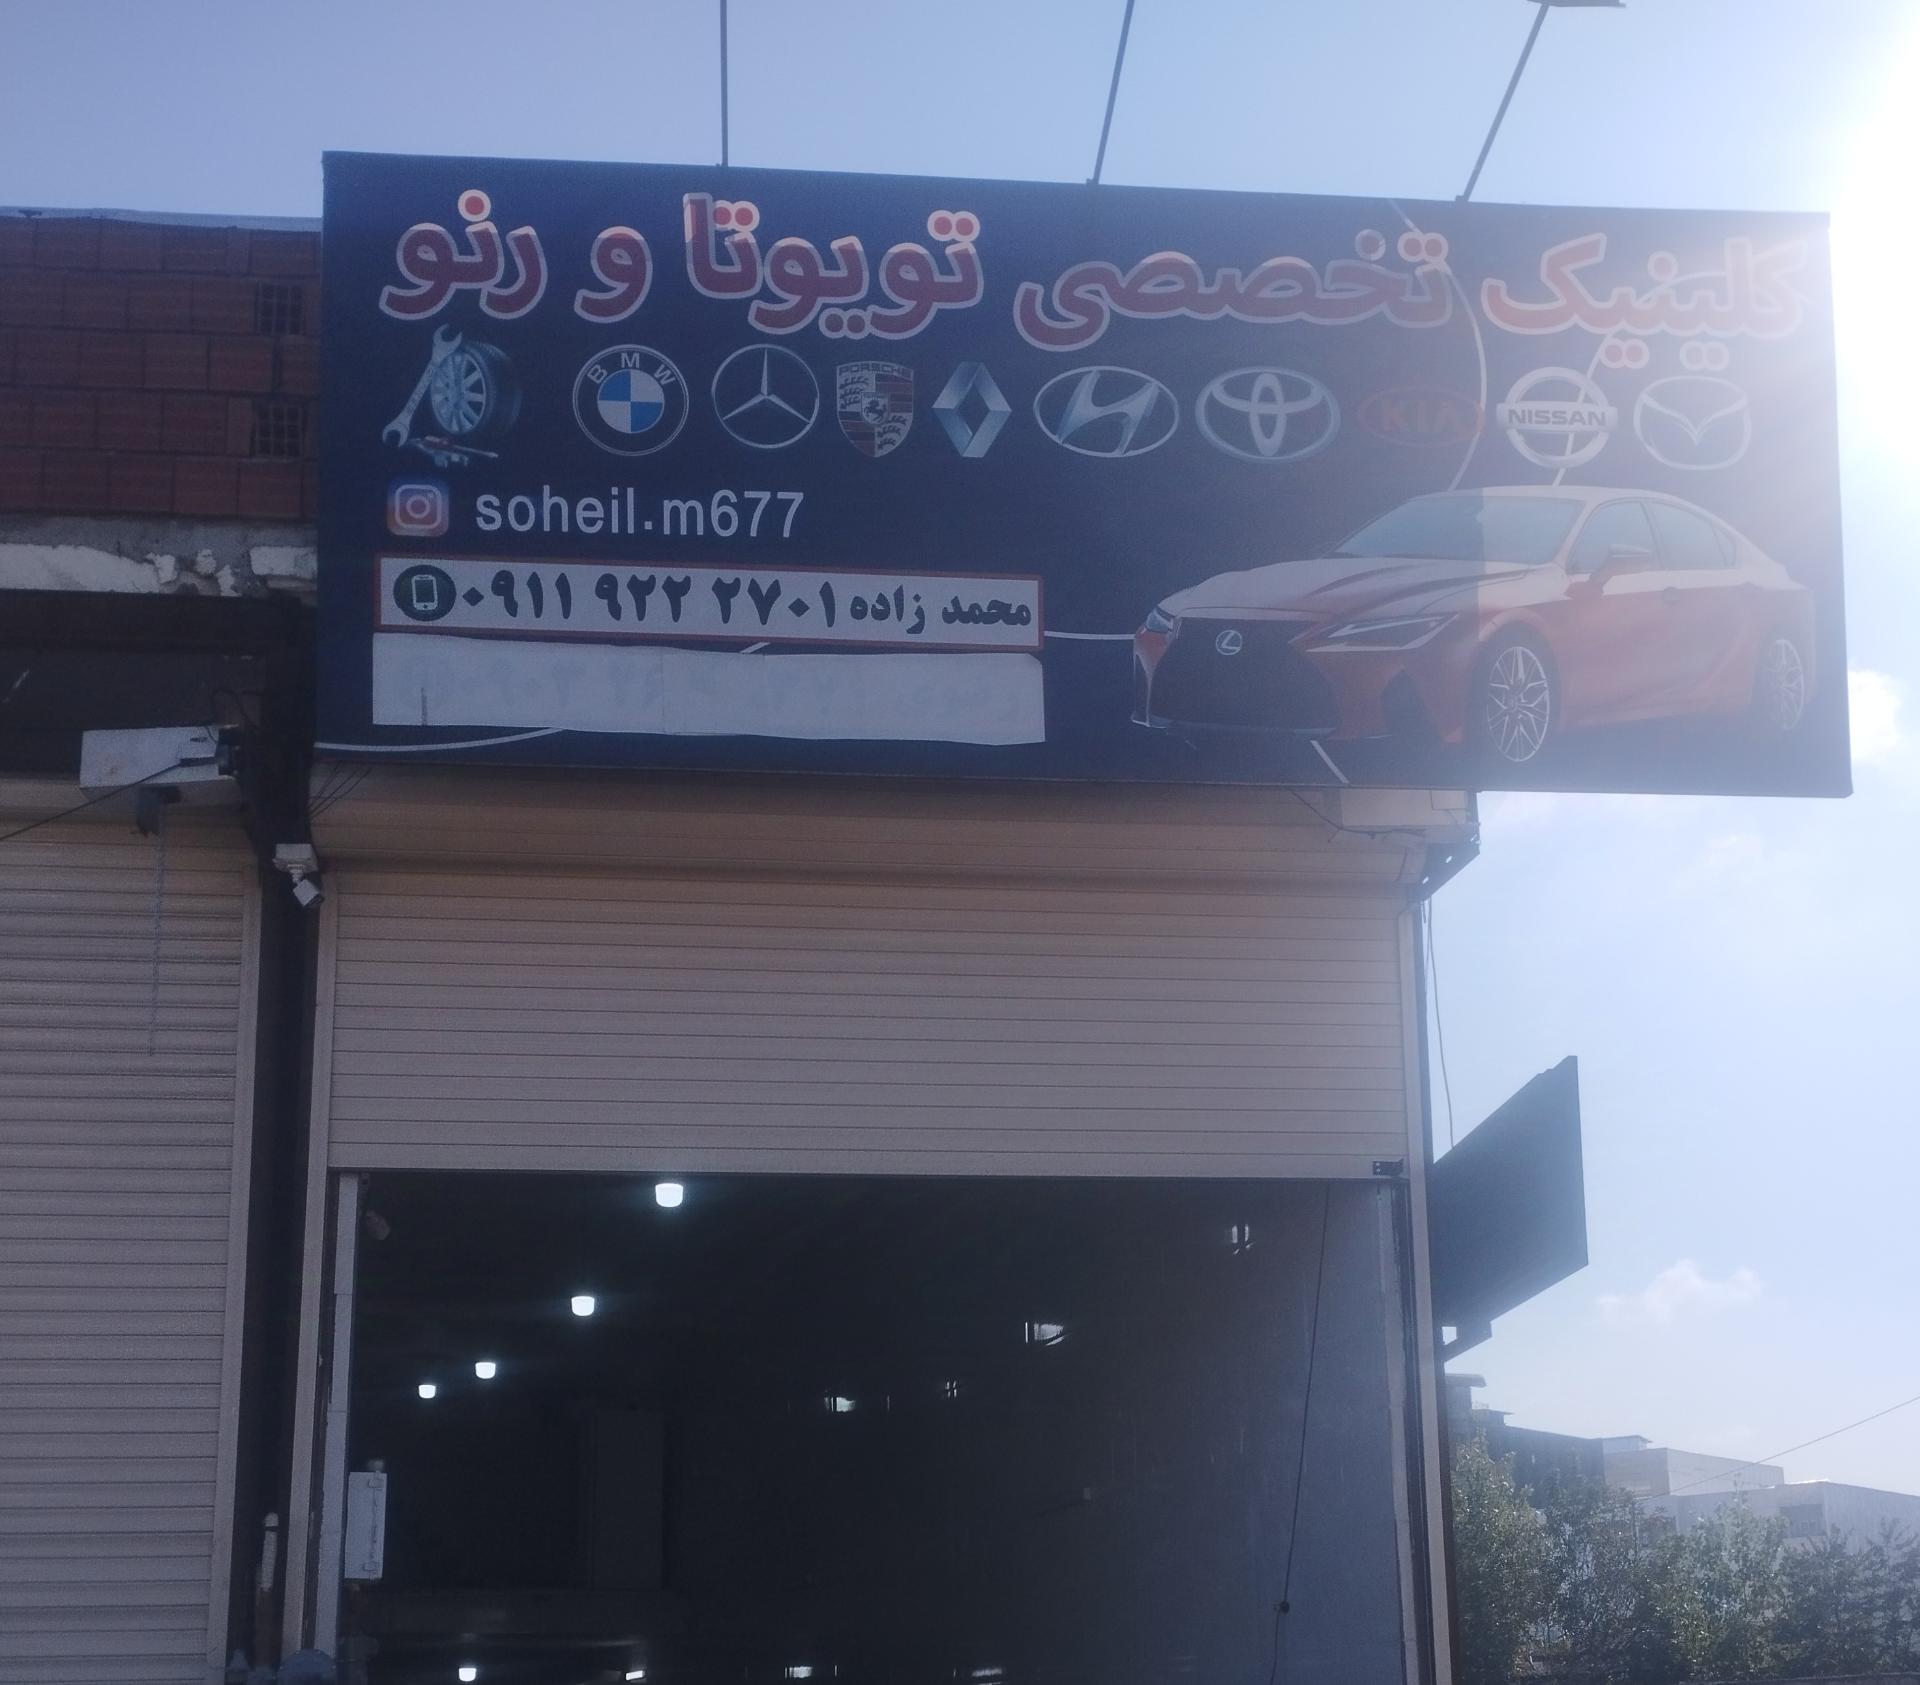 کلینیک تخصصی تویوتا و رنو
BMW PORSCHE KIA NISSAN
soheil.m677
محمد زاده ۰۹۱۱ ۹۲۲ ۲۷۰۱